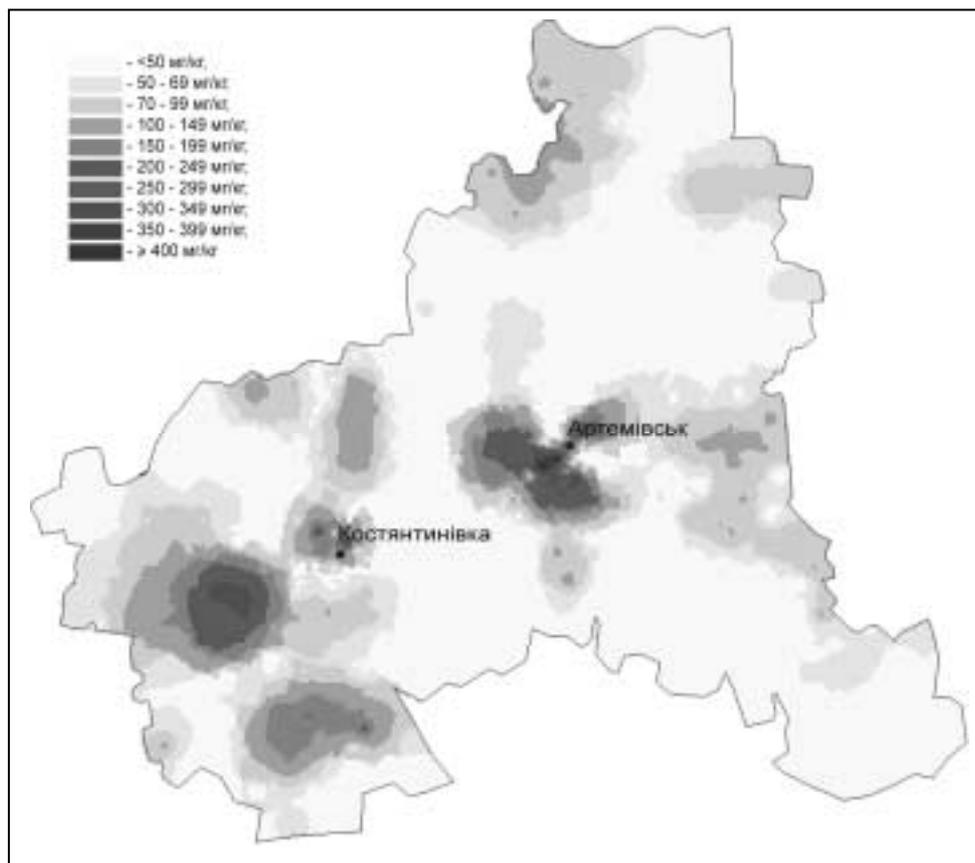 - <50 мг/кг;
- 50 - 69 мг/кг;
- 70 - 99 мг/кг;
- 100 - 149 мг/кг;
- 150 - 199 мг/кг;
- 200 - 249 мг/кг;
- 250 - 299 мг/кг;
- 300 - 349 мг/кг;
- 350 - 399 мг/кг;
- ≥ 400 мг/кг
Артемівськ
Костянтинівка